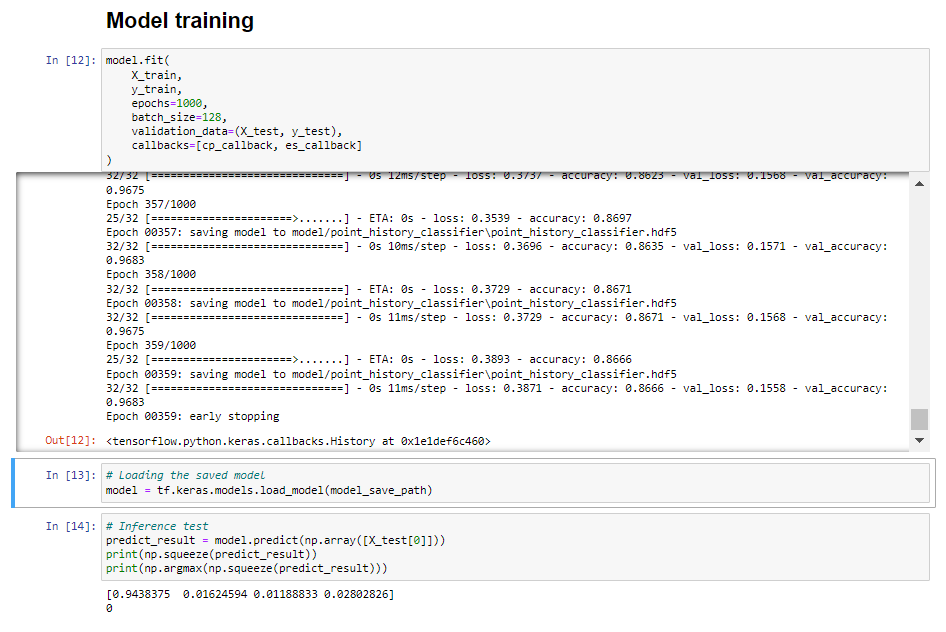 Model training
In [12]:
model.fit(
X_train,
y_train,
epochs=1000,
batch_size=128,
validation_data=(X_test, y_test),
callbacks=[cp_callback, es_callback]
)
32/32 [==============================] - 0s 12ms/step - loss: 0.3737 - accuracy: 0.8623 - val_loss: 0.1568 - val_accuracy:
0.9675
Epoch 357/1000
25/32 [======================>.......] - ETA: 0s - loss: 0.3539 - accuracy: 0.8697
Epoch 00357: saving model to model/point_history_classifier\point_history_classifier.hdf5
32/32 [==============================] - 0s 10ms/step - loss: 0.3696 - accuracy: 0.8635 - val_loss: 0.1571 - val_accuracy:
0.9683
Epoch 358/1000
32/32 [==============================] - ETA: 0s - loss: 0.3729 - accuracy: 0.8671
Epoch 00358: saving model to model/point_history_classifier\point_history_classifier.hdf5
32/32 [==============================] - 0s 11ms/step - loss: 0.3729 - accuracy: 0.8671 - val_loss: 0.1568 - val_accuracy:
0.9675
Epoch 359/1000
25/32 [======================>.......] - ETA: 0s - loss: 0.3893 - accuracy: 0.8666
Epoch 00359: saving model to model/point_history_classifier\point_history_classifier.hdf5
32/32 [==============================] - 0s 11ms/step - loss: 0.3871 - accuracy: 0.8666 - val_loss: 0.1558 - val_accuracy:
0.9683
Epoch 00359: early stopping
Out[12]: <tensorflow.python.keras.callbacks.History at 0x1e1def6c460>
In [13]:
# Loading the saved model
model = tf.keras.models.load_model(model_save_path)
In [14]:
# Inference test
predict_result = model.predict(np.array([X_test[0]]))
print(np.squeeze(predict_result))
print(np.argmax(np.squeeze(predict_result)))
[0.9438375  0.01624594 0.01188833 0.02802826]
0